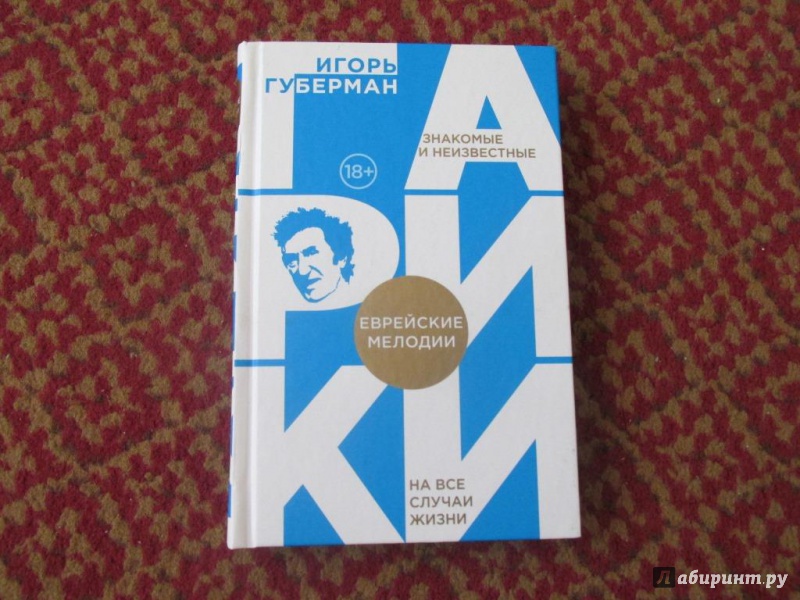 ИГОРЬ
ГУБЕРМАН
ГА
РИ
КИ
ЗНАКОМЫЕ
И НЕИЗВЕСТНЫЕ
18+
ЕВРЕЙСКИЕ
МЕЛОДИИ
НА ВСЕ
СЛУЧАИ
ЖИЗНИ
Лабиринт.ру